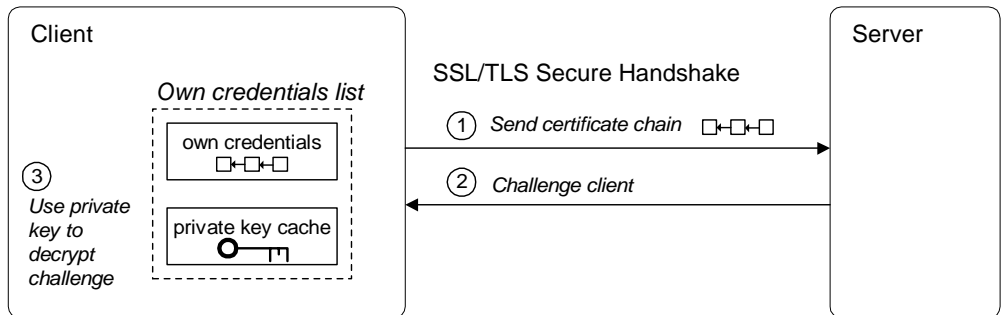 Client
Server
SSL/TLS Secure Handshake
Own credentials list
1 Send certificate chain
own credentials
2 Challenge client
3
Use private
key to
decrypt
challenge
private key cache